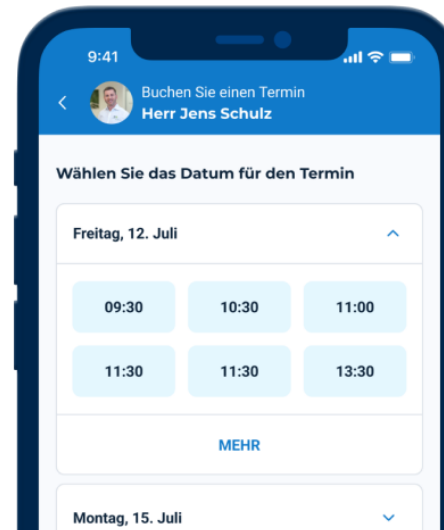 9:41
Buchen Sie einen Termin
Herr Jens Schulz
Wählen Sie das Datum für den Termin
Freitag, 12. Juli
09:30 10:30 11:00
11:30 11:30 13:30
MEHR
Montag, 15. Juli